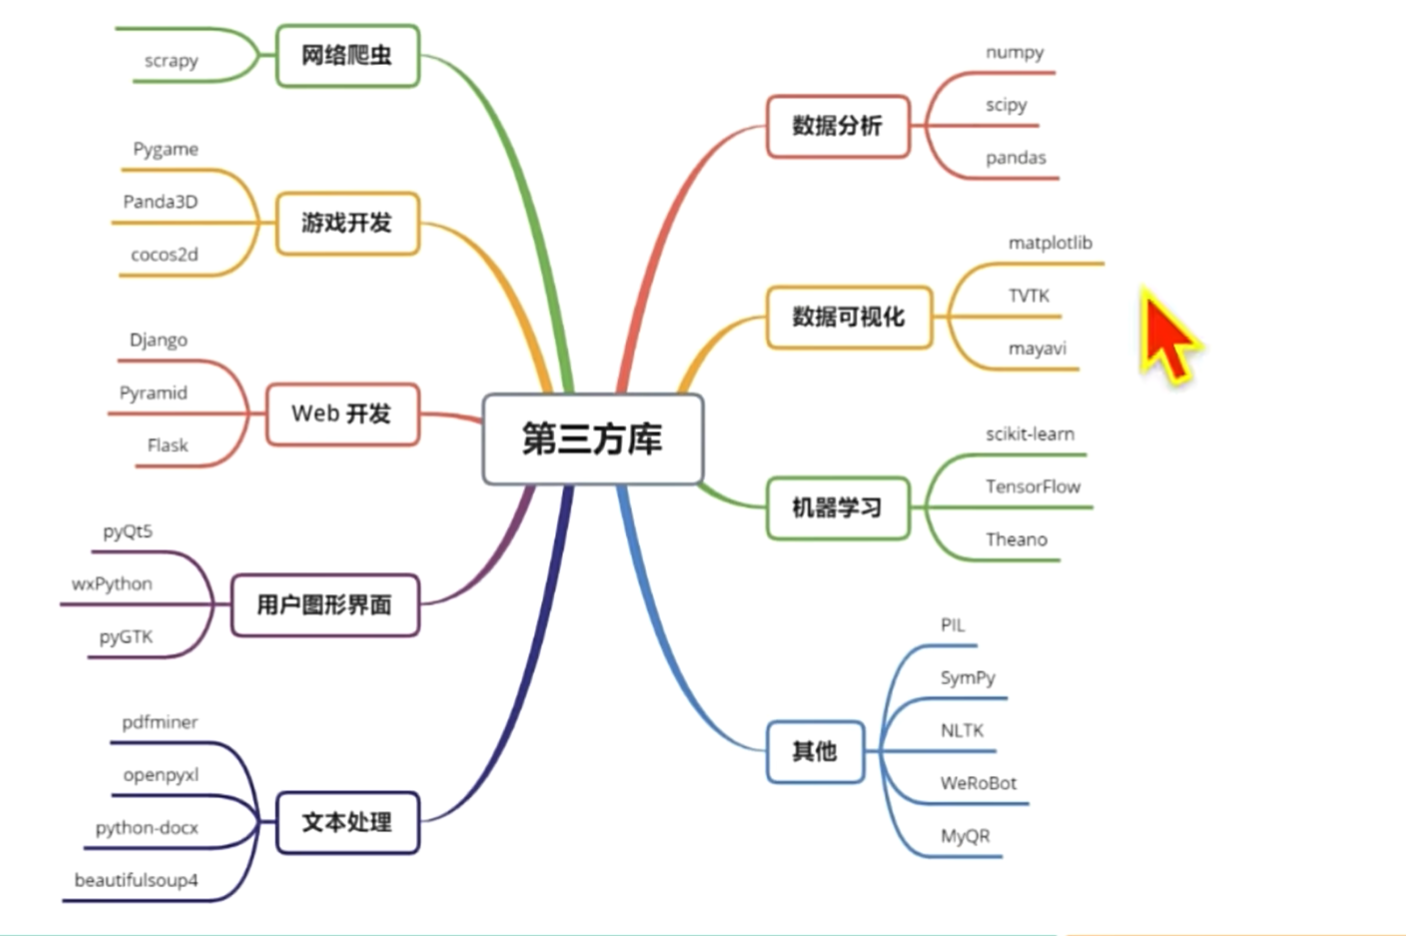 第三方库
网络爬虫
scrapy
游戏开发
Pygame
Panda3D
cocos2d
Web 开发
Django
Pyramid
Flask
用户图形界面
pyQt5
wxPython
pyGTK
文本处理
pdfminer
openpyxl
python-docx
beautifulsoup4
数据分析
numpy
scipy
pandas
数据可视化
matplotlib
TVTK
mayavi
机器学习
scikit-learn
TensorFlow
Theano
其他
PIL
SymPy
NLTK
WeRoBot
MyQR